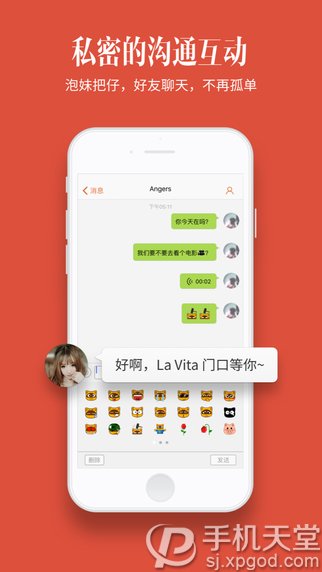 私密的沟通互动
泡妹把仔，好友聊天，不再孤单
消息
Angers
下午05:11
你今天在吗？
我们要不要去看个电影
00:02
好啊，La Vita 门口等你~
删除
发送
手机天堂
sj.xpgod.com